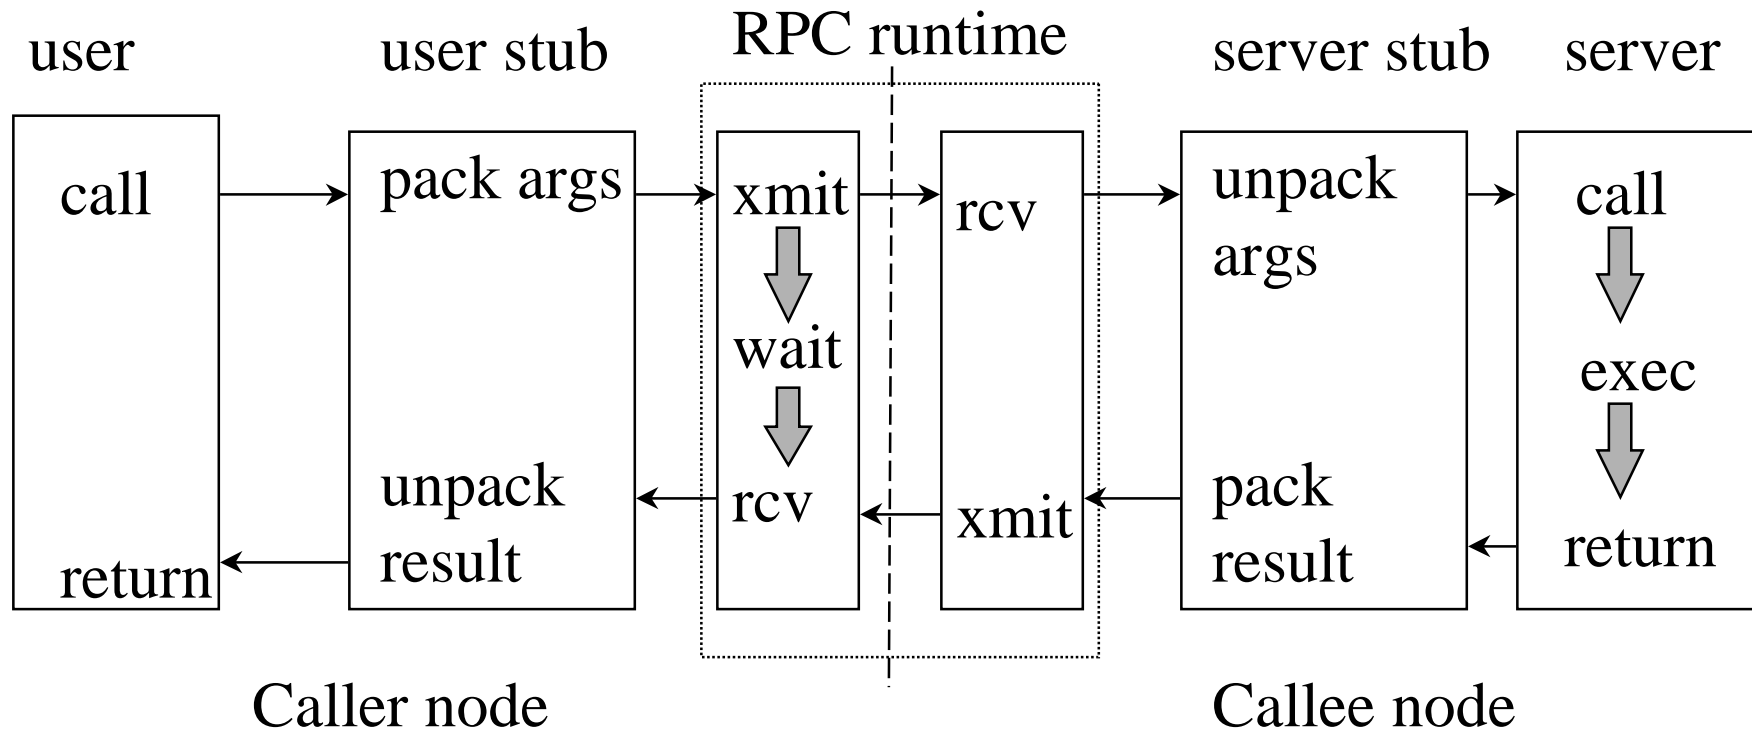 user
user stub
RPC runtime
server stub
server
call
return
pack args
unpack
result
xmit
wait
rcv
rcv
xmit
unpack
args
pack
result
call
exec
return
Caller node
Callee node